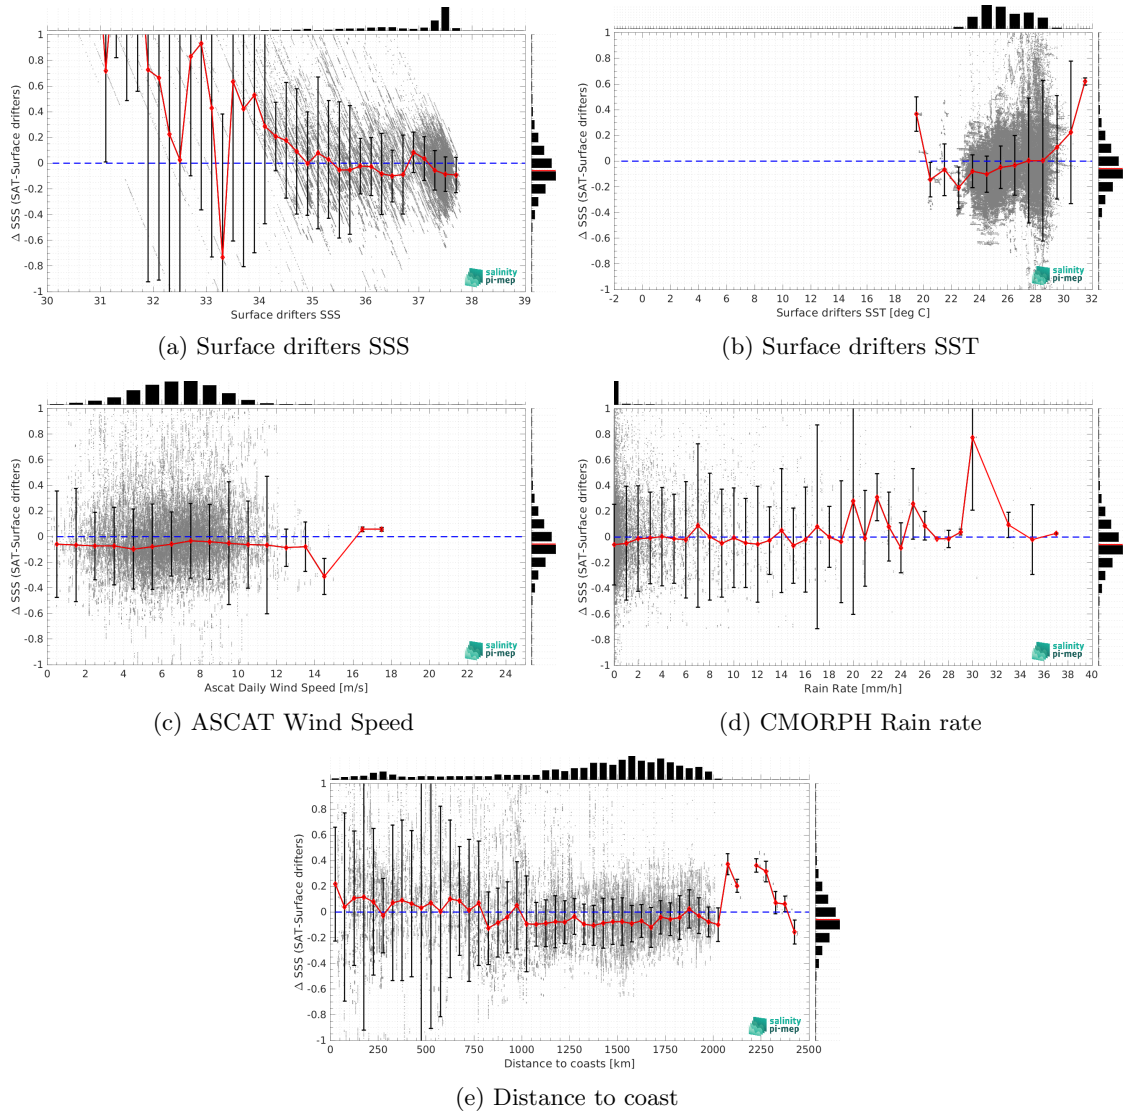 1
0.8
0.6
0.4
0.2
0
-0.2
-0.4
-0.6
-0.8
-1
Δ SSS (SAT-Surface drifters)
30 31 32 33 34 35 36 37 38 39
Surface drifters SSS
salinity
pi-mep
(a) Surface drifters SSS
1
0.8
0.6
0.4
0.2
0
-0.2
-0.4
-0.6
-0.8
-1
Δ SSS (SAT-Surface drifters)
-2 0 2 4 6 8 10 12 14 16 18 20 22 24 26 28 30 32
Surface drifters SST [deg C]
salinity
pi-mep
(b) Surface drifters SST
1
0.8
0.6
0.4
0.2
0
-0.2
-0.4
-0.6
-0.8
-1
Δ SSS (SAT-Surface drifters)
0 2 4 6 8 10 12 14 16 18 20 22 24
Ascat Daily Wind Speed [m/s]
salinity
pi-mep
(c) ASCAT Wind Speed
1
0.8
0.6
0.4
0.2
0
-0.2
-0.4
-0.6
-0.8
-1
Δ SSS (SAT-Surface drifters)
0 2 4 6 8 10 12 14 16 18 20 22 24 26 28 30 32 34 36 38 40
Rain Rate [mm/h]
salinity
pi-mep
(d) CMORPH Rain rate
1
0.8
0.6
0.4
0.2
0
-0.2
-0.4
-0.6
-0.8
-1
Δ SSS (SAT-Surface drifters)
0 250 500 750 1000 1250 1500 1750 2000 2250 2500
Distance to coasts [km]
salinity
pi-mep
(e) Distance to coast